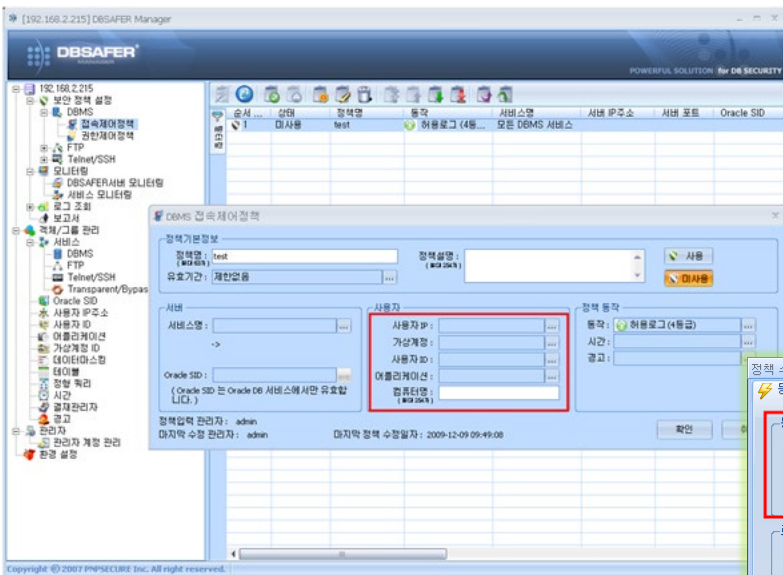 [192.168.2.215] DBSAFER Manager
DBSAFER
MANAGER
POWERFUL SOLUTION for DB SECURITY
192.168.2.215
보안 정책 설정
DBMS
접속제어정책
권한제어정책
FTP
Telnet/SSH
모니터링
DBSAFER서버 모니터링
서비스 모니터링
로그 조회
보고서
객체/그룹 관리
서비스
DBMS
FTP
Telnet/SSH
Transparent/Bypas
Oracle SID
사용자 IP주소
사용자 ID
어플리케이션
가상계정 ID
데이터마스킹
테이블
정형 쿼리
시간
결재관리자
경고
관리자
관리자 계정 관리
환경 설정
순서 ... 상태 정책명 동작 서비스명 서버 IP주소 서버 포트 Oracle SID
1 미사용 test 허용로그 (4등... 모든 DBMS 서비스
DBMS 접속제어정책
정책기본정보
정책명: test
정책설명:
사용
유효기간: 제한없음 ...
미사용
서버
서비스명: ...
->
Oracle SID:
( Oracle SID 는 Oracle DB 서비스에서만 유효합
니다. )
사용자
사용자 IP: ...
가상계정: ...
사용자 ID: ...
어플리케이션: ...
컴퓨터명:
정책 동작
동작: 허용로그 (4등급) ...
시간: ...
경고: ...
정책입력 관리자: admin
마지막 수정 관리자: admin
마지막 정책 수정일자: 2009-12-09 09:49:08
확인
정책 수
Copyright © 2007 PNPSECURE Inc. All right reserved.